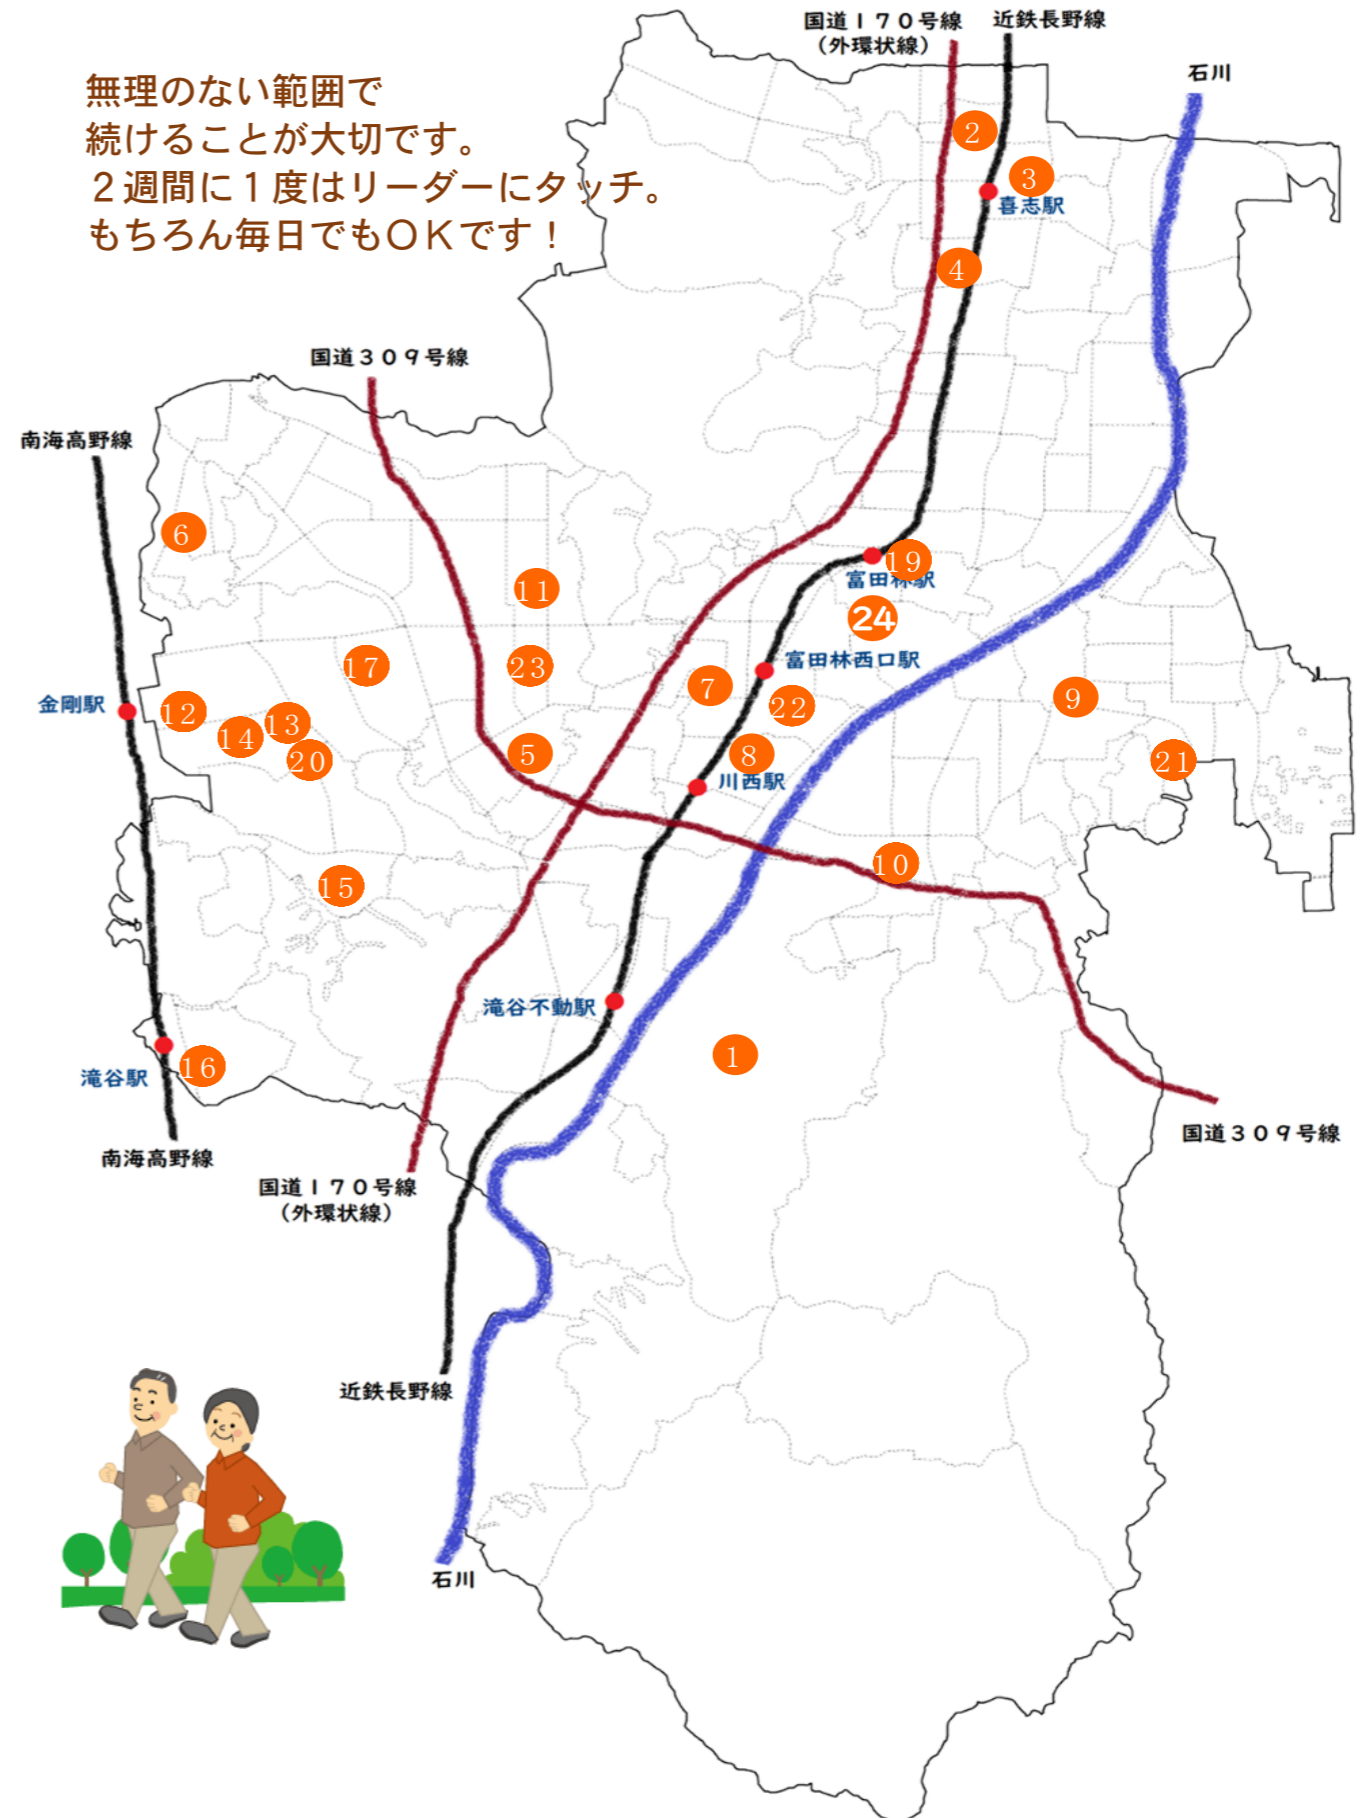 国道１７０号線
（外環状線）
近鉄長野線
石川
無理のない範囲で
続けることが大切です。
２週間に１度はリーダーにタッチ。
もちろん毎日でも〇Ｋです！
2
3
喜志駅
4
国道３０９号線
南海高野線
6
19
富田林駅
11
24
富田林西口駅
17
23
7
22
9
金剛駅
12
14
13
20
5
8
川西駅
21
10
15
滝谷不動駅
1
滝谷駅
16
国道３０９号線
南海高野線
国道１７０号線
（外環状線）
近鉄長野線
石川